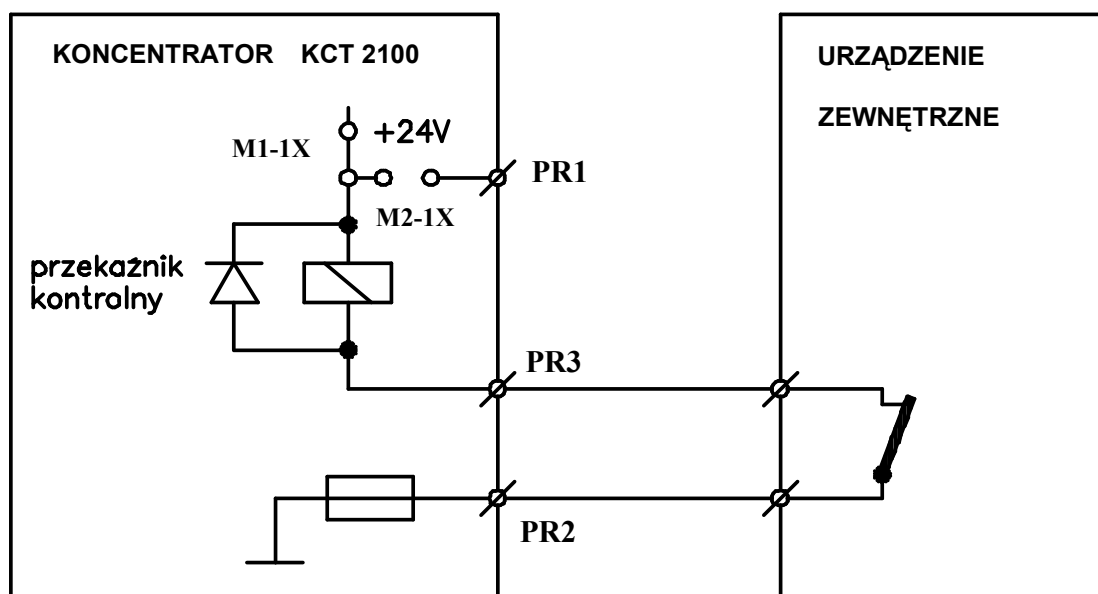 KONCENTRATOR KCT 2100
URZĄDZENIE
ZEWNĘTRZNE
+24V
M1-1X
PR1
M2-1X
przekaźnik
kontrolny
PR3
PR2